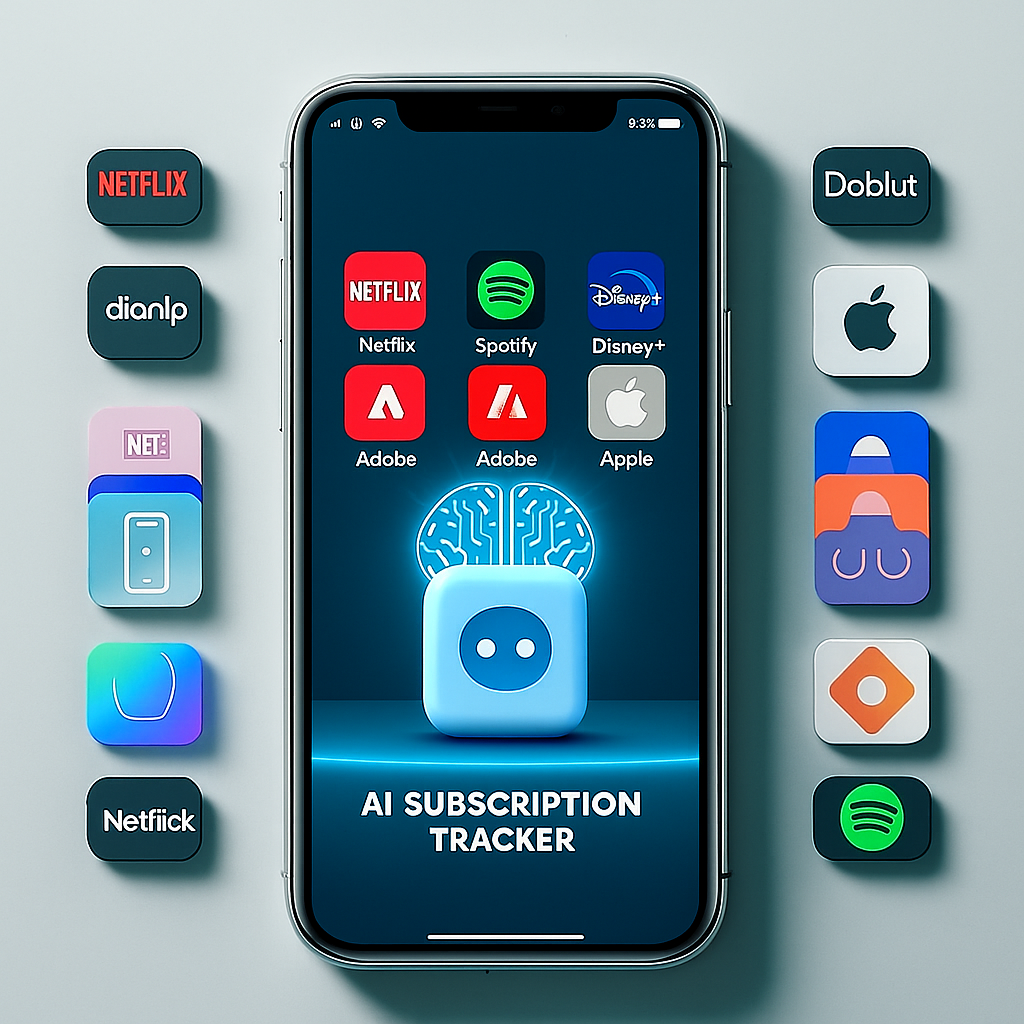 9:3%
NETFLIX
Doblut
dianlp
NETFLIX
Disney+
Netflix
Spotify
Disney+
Adobe
Adobe
Apple
NET
AI SUBSCRIPTION
TRACKER
Netfiick